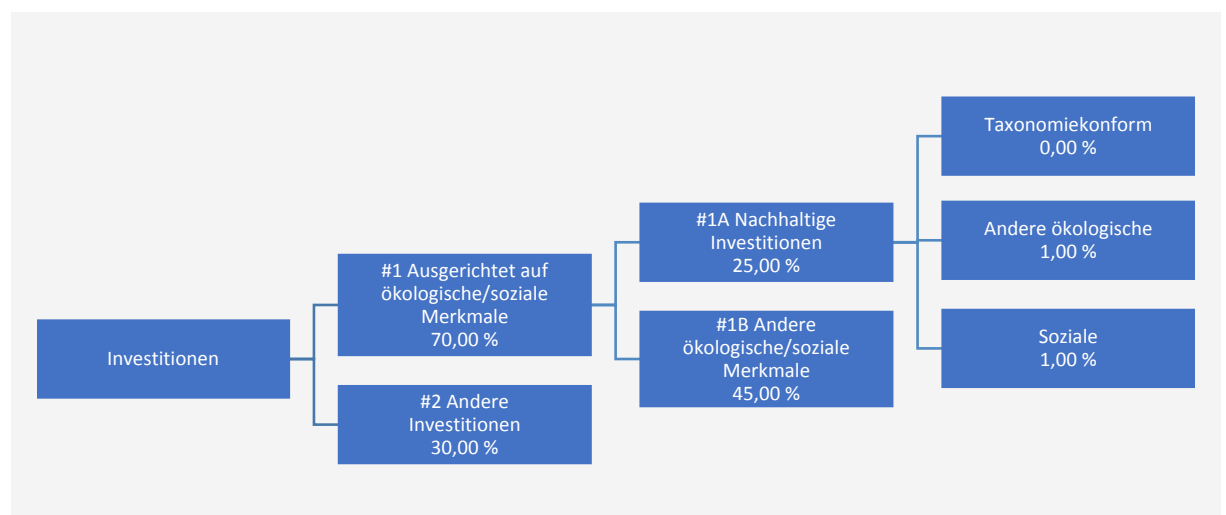 Investitionen
#1 Ausgerichtet auf
ökologische/soziale
Merkmale
70,00 %
#2 Andere
Investitionen
30,00 %
#1A Nachhaltige
Investitionen
25,00 %
#1B Andere
ökologische/soziale
Merkmale
45,00 %
Taxonomiekonform
0,00 %
Andere ökologische
1,00 %
Soziale
1,00 %